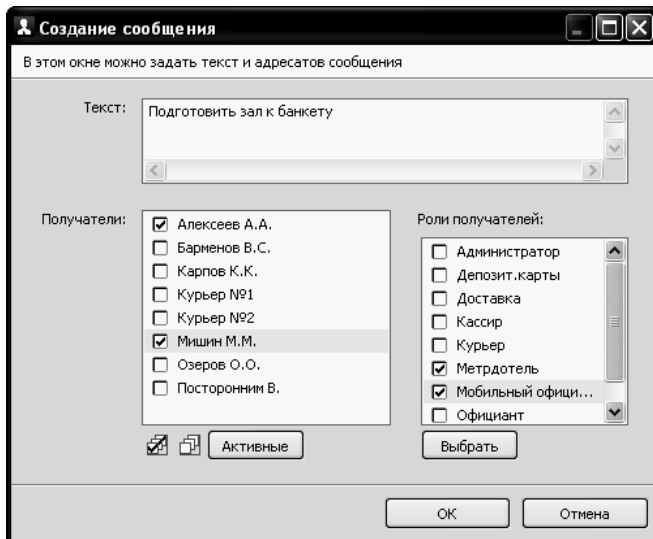 Создание сообщения
В этом окне можно задать текст и адресатов сообщения
Текст:
Подготовить зал к банкету
Получатели:
Алексеев А.А.
Барменов В.С.
Карпов К.К.
Курьер №1
Курьер №2
Мишин М.М.
Озеров О.О.
Посторонним В.
Активные
Роли получателей:
Администратор
Депозит.карты
Доставка
Кассир
Курьер
Метрдотель
Мобильный офици...
Официант
Выбрать
ОК
Отмена